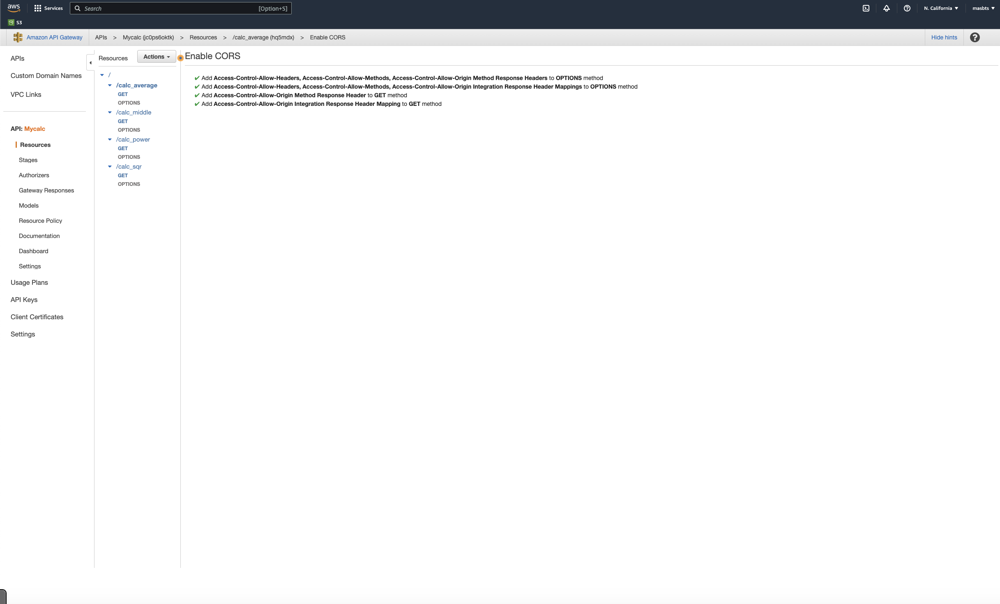 aws Services Search [Option+S] N. California ▼ masbts ▼
S3
Amazon API Gateway APIs > Mycalc (jc0ps6oktk) > Resources > /calc_average (hq5mdx) > Enable CORS Hide hints
APIs
Custom Domain Names
VPC Links
API: Mycalc
Resources
Stages
Authorizers
Gateway Responses
Models
Resource Policy
Documentation
Dashboard
Settings
Usage Plans
API Keys
Client Certificates
Settings
Resources Actions
/
/calc_average
GET
OPTIONS
/calc_middle
GET
OPTIONS
/calc_power
GET
OPTIONS
/calc_sqr
GET
OPTIONS
Enable CORS
✔ Add Access-Control-Allow-Headers, Access-Control-Allow-Methods, Access-Control-Allow-Origin Method Response Headers to OPTIONS method
✔ Add Access-Control-Allow-Headers, Access-Control-Allow-Methods, Access-Control-Allow-Origin Integration Response Header Mappings to OPTIONS method
✔ Add Access-Control-Allow-Origin Method Response Header to GET method
✔ Add Access-Control-Allow-Origin Integration Response Header Mapping to GET method